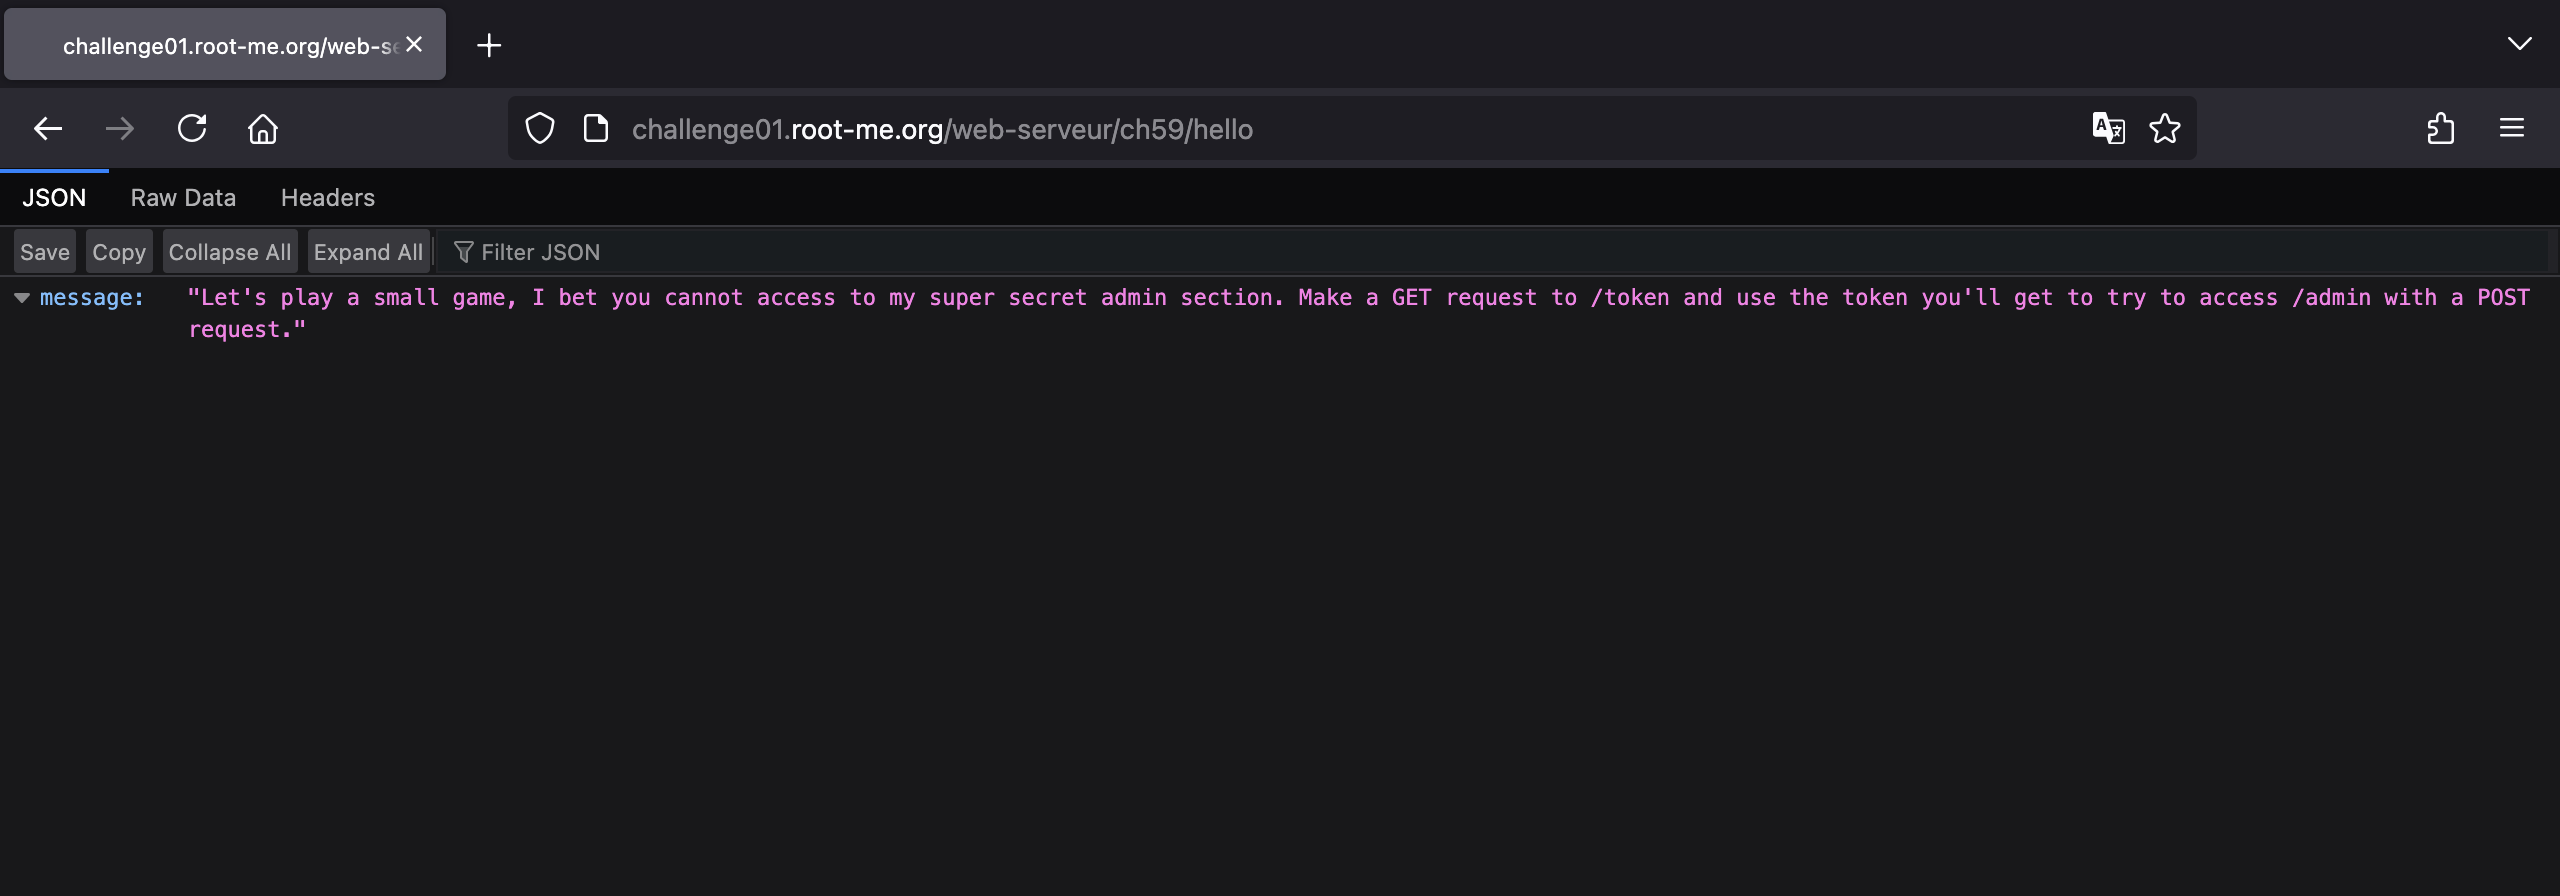 challenge01.root-me.org/web-se
challenge01.root-me.org/web-serveur/ch59/hello
JSON Raw Data Headers
Save Copy Collapse All Expand All Filter JSON
message: "Let's play a small game, I bet you cannot access to my super secret admin section. Make a GET request to /token and use the token you'll get to try to access /admin with a POST
request."